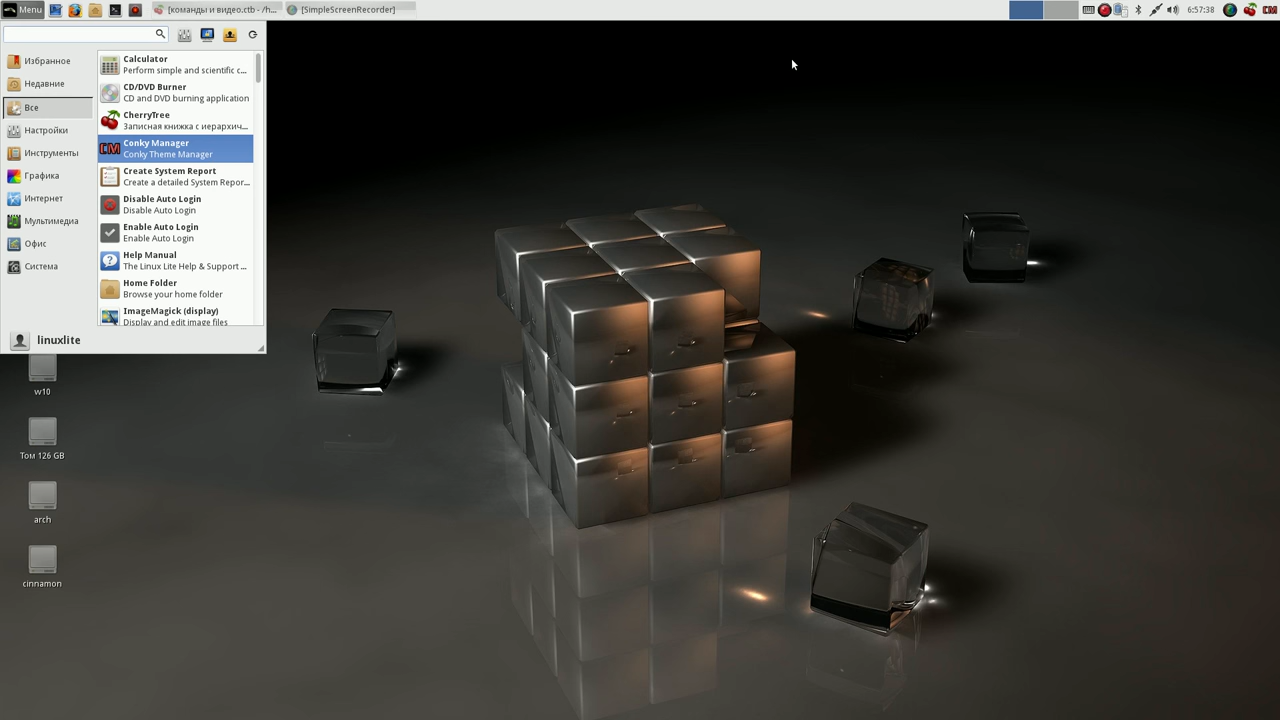 Menu
[команды и видео.ctb - /h...
[SimpleScreenRecorder]
6:57:38
CM
Избранное
Недавние
Все
Настройки
Инструменты
Графика
Интернет
Мультимедиа
Офис
Система
Calculator
Perform simple and scientific c...
CD/DVD Burner
CD and DVD burning application
CherryTree
Записная книжка с иерархич...
CM
Conky Manager
Conky Theme Manager
Create System Report
Create a detailed System Repor...
Disable Auto Login
Disable Auto Login
Enable Auto Login
Enable Auto Login
Help Manual
The Linux Lite Help & Support ...
Home Folder
Browse your home folder
ImageMagick (display)
Display and edit image files
linuxlite
w10
Том 126 GB
arch
cinnamon